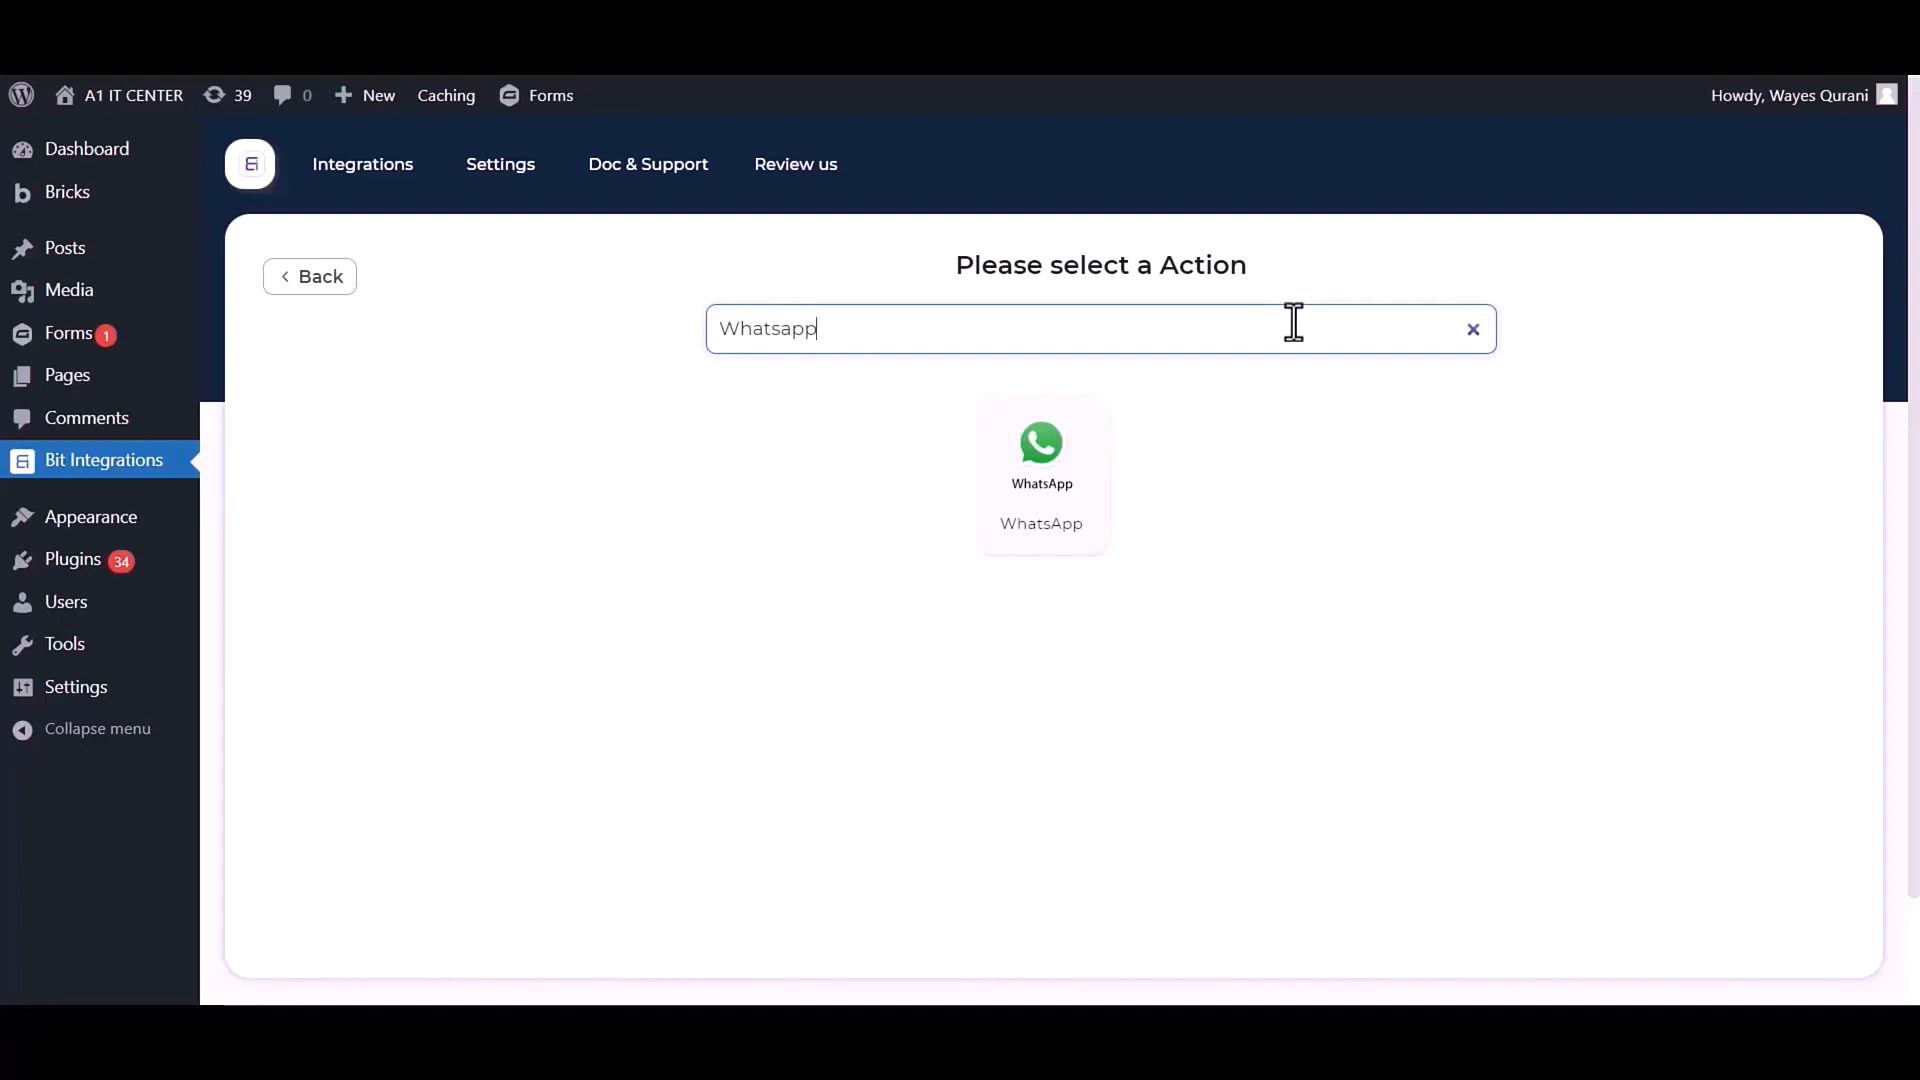 A1 IT CENTER
39
0
New
Caching
Forms
Howdy, Wayes Qurani
Dashboard
Bricks
Posts
Media
Forms 1
Pages
Comments
Bit Integrations
Appearance
Plugins 34
Users
Tools
Settings
Collapse menu
Integrations
Settings
Doc & Support
Review us
Back
Please select a Action
Whatsapp
WhatsApp
WhatsApp